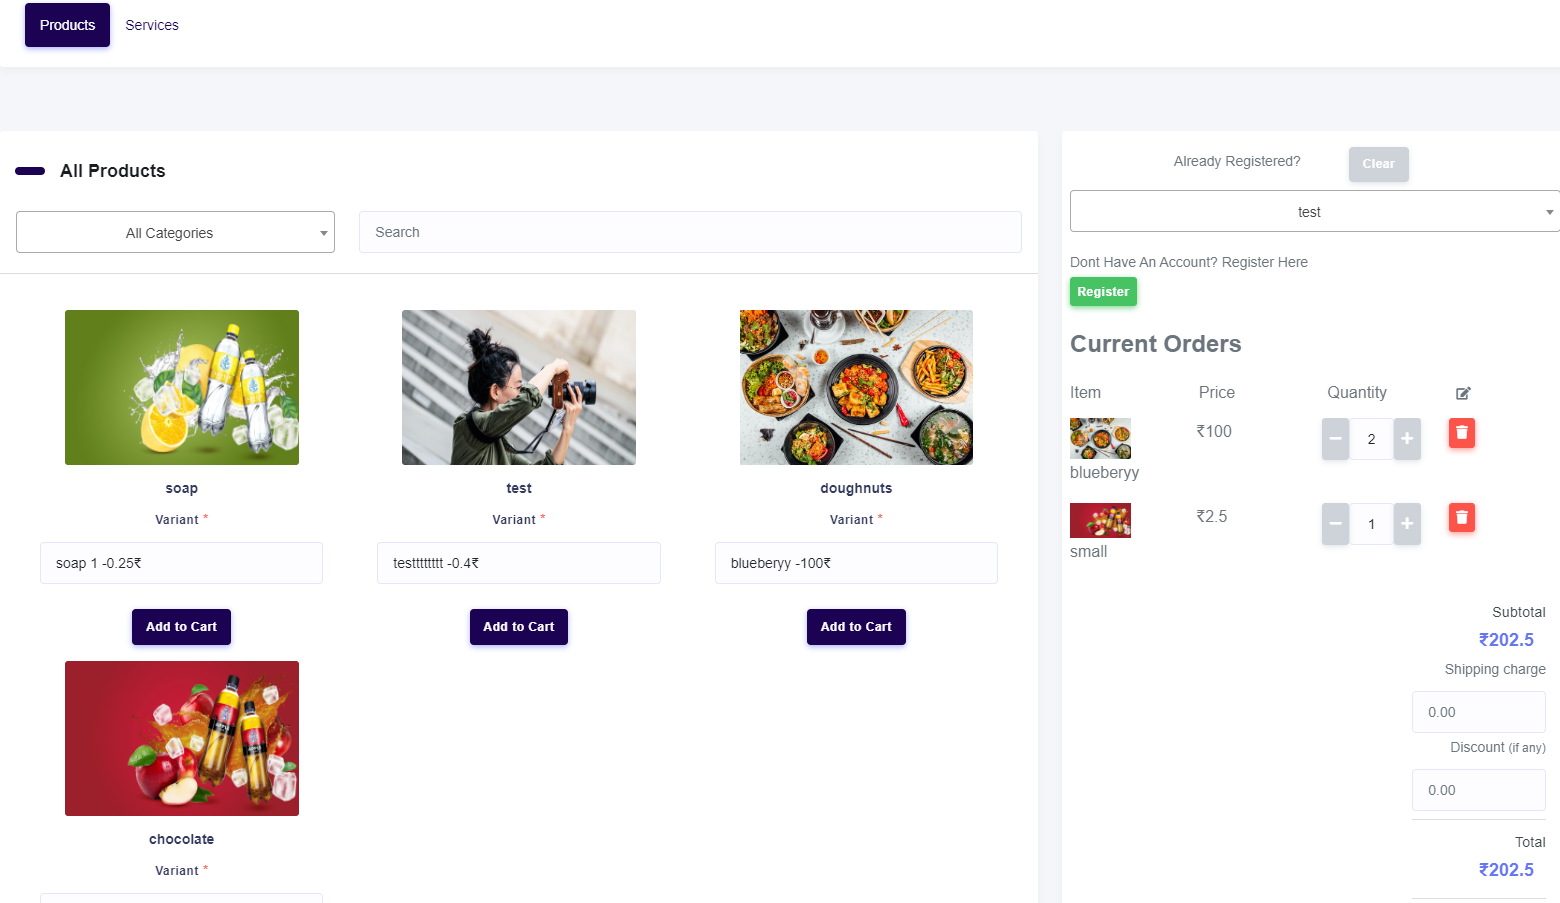 Products
Services
All Products
All Categories
Search
soap
Variant *
soap 1 -0.25₹
Add to Cart
test
Variant *
testttttttt -0.4₹
Add to Cart
doughnuts
Variant *
blueberyy -100₹
Add to Cart
chocolate
Variant *
Already Registered?
Clear
test
Dont Have An Account? Register Here
Register
Current Orders
Item Price Quantity
₹100 2
blueberyy
₹2.5 1
small
Subtotal
₹202.5
Shipping charge
0.00
Discount (if any)
0.00
Total
₹202.5